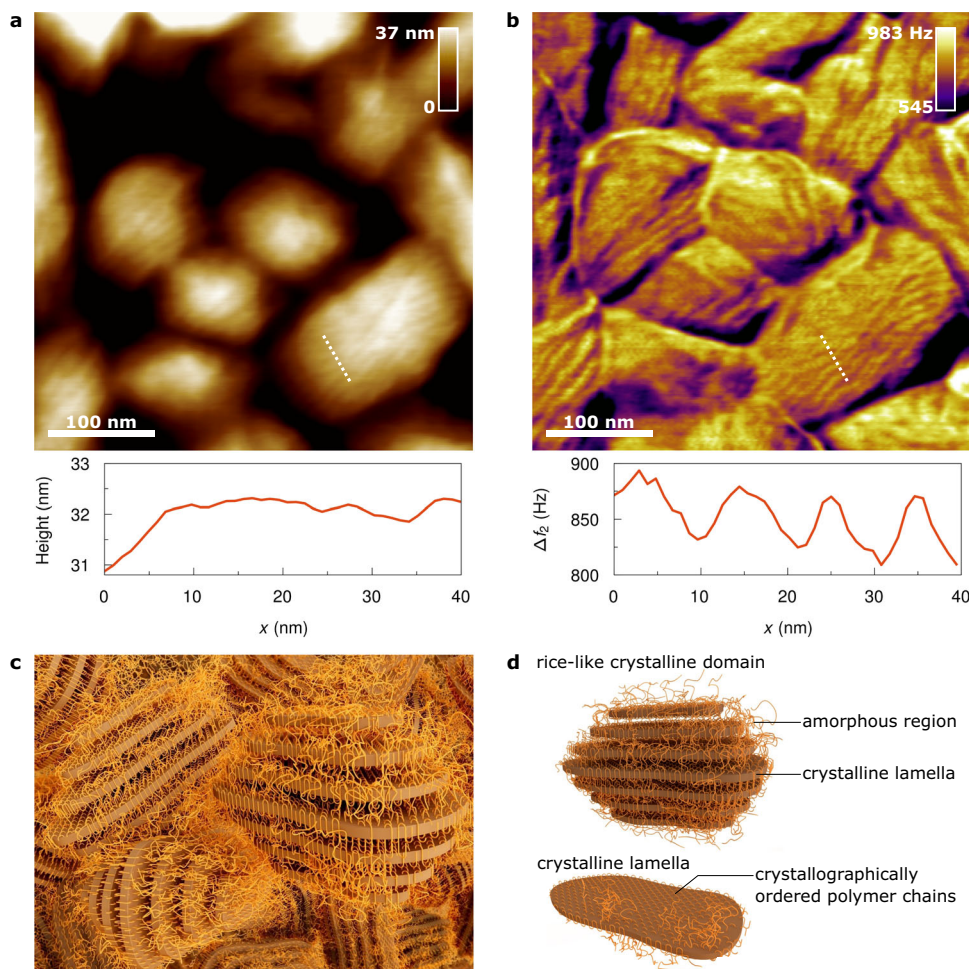 a
37 nm
0
100 nm
b
983 Hz
545
100 nm
33
32
31
Height (nm)
0
10
20
30
40
x (nm)
900
850
800
Δf2 (Hz)
0
10
20
30
40
x (nm)
c
d
rice-like crystalline domain
amorphous region
crystalline lamella
crystalline lamella
crystallographically
ordered polymer chains